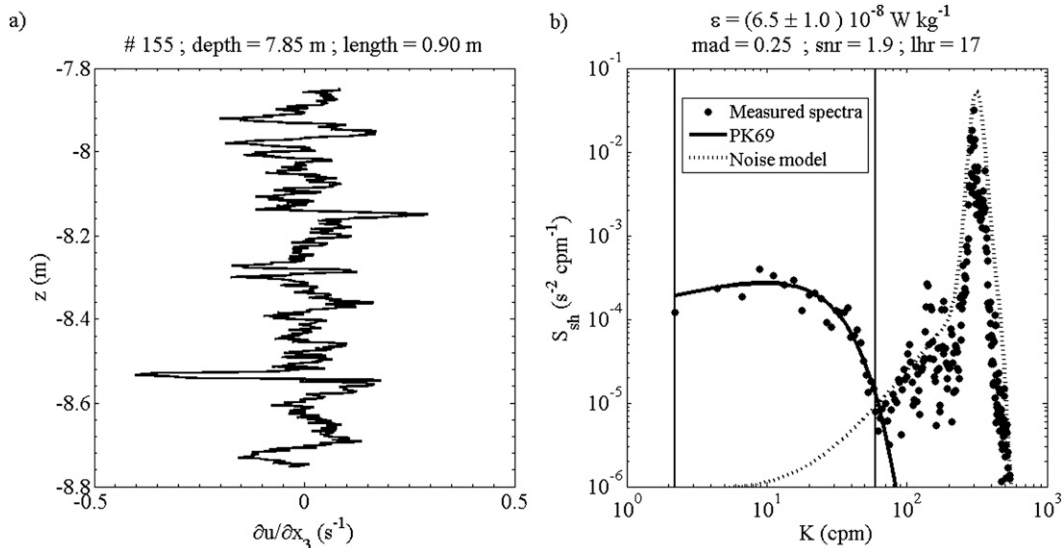 a)
# 155 ; depth = 7.85 m ; length = 0.90 m
-7.8
-8
-8.2
-8.4
-8.6
-8.8
z (m)
-0.5
0
0.5
∂u/∂x₃ (s⁻¹)
b)
ε = (6.5 ± 1.0 ) 10⁻⁸ W kg⁻¹
mad = 0.25 ; snr = 1.9 ; lhr = 17
Measured spectra
PK69
Noise model
10⁻¹
10⁻²
10⁻³
10⁻⁴
10⁻⁵
10⁻⁶
S_sh (s⁻² cpm⁻¹)
10⁰
10¹
10²
10³
K (cpm)